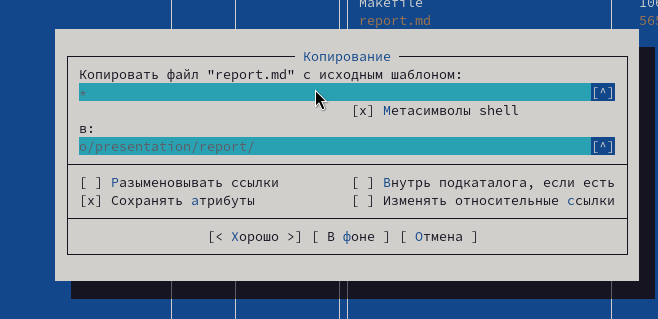 Makefile
report.md
Копирование
Копировать файл "report.md" с исходным шаблоном:
* [^]
[x] Метасимволы shell
в:
o/presentation/report/ [^]
[ ] Разыменовывать ссылки [ ] Внутрь подкаталога, если есть
[x] Сохранять атрибуты [ ] Изменять относительные ссылки
[< Хорошо >] [ В фоне ] [ Отмена ]